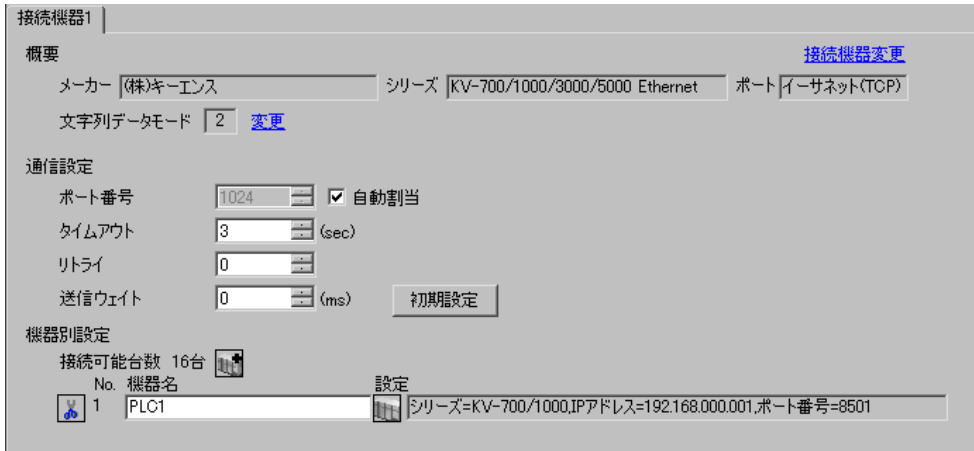 接続機器1
概要 接続機器変更
メーカー (株)キーエンス シリーズ KV-700/1000/3000/5000 Ethernet ポート イーサネット(TCP)
文字列データモード 2 変更
通信設定
ポート番号 1024 自動割当
タイムアウト 3 (sec)
リトライ 0
送信ウェイト 0 (ms) 初期設定
機器別設定
接続可能台数 16台
No. 機器名 設定
1 PLC1 シリーズ=KV-700/1000,IPアドレス=192.168.000.001,ポート番号=8501